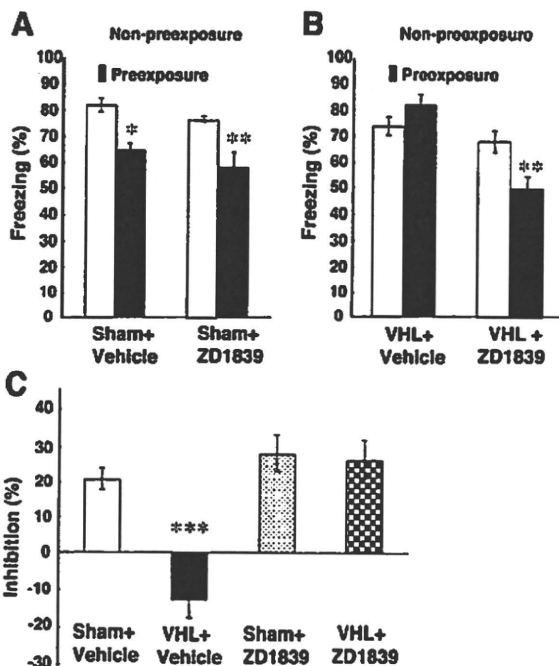 A
Non-preexposure
Preexposure
Freezing (%)
100
90
80
70
60
50
40
30
20
10
0
*
**
Sham+ Sham+
Vehicle ZD1839
B
Non-preexposure
Preexposure
Freezing (%)
100
90
80
70
60
50
40
30
20
10
0
**
VHL+ VHL +
Vehicle ZD1839
C
Inhibition (%)
40
30
20
10
0
-10
-20
-30
***
Sham+ VHL+ Sham+ VHL+
Vehicle Vehicle ZD1839 ZD1839